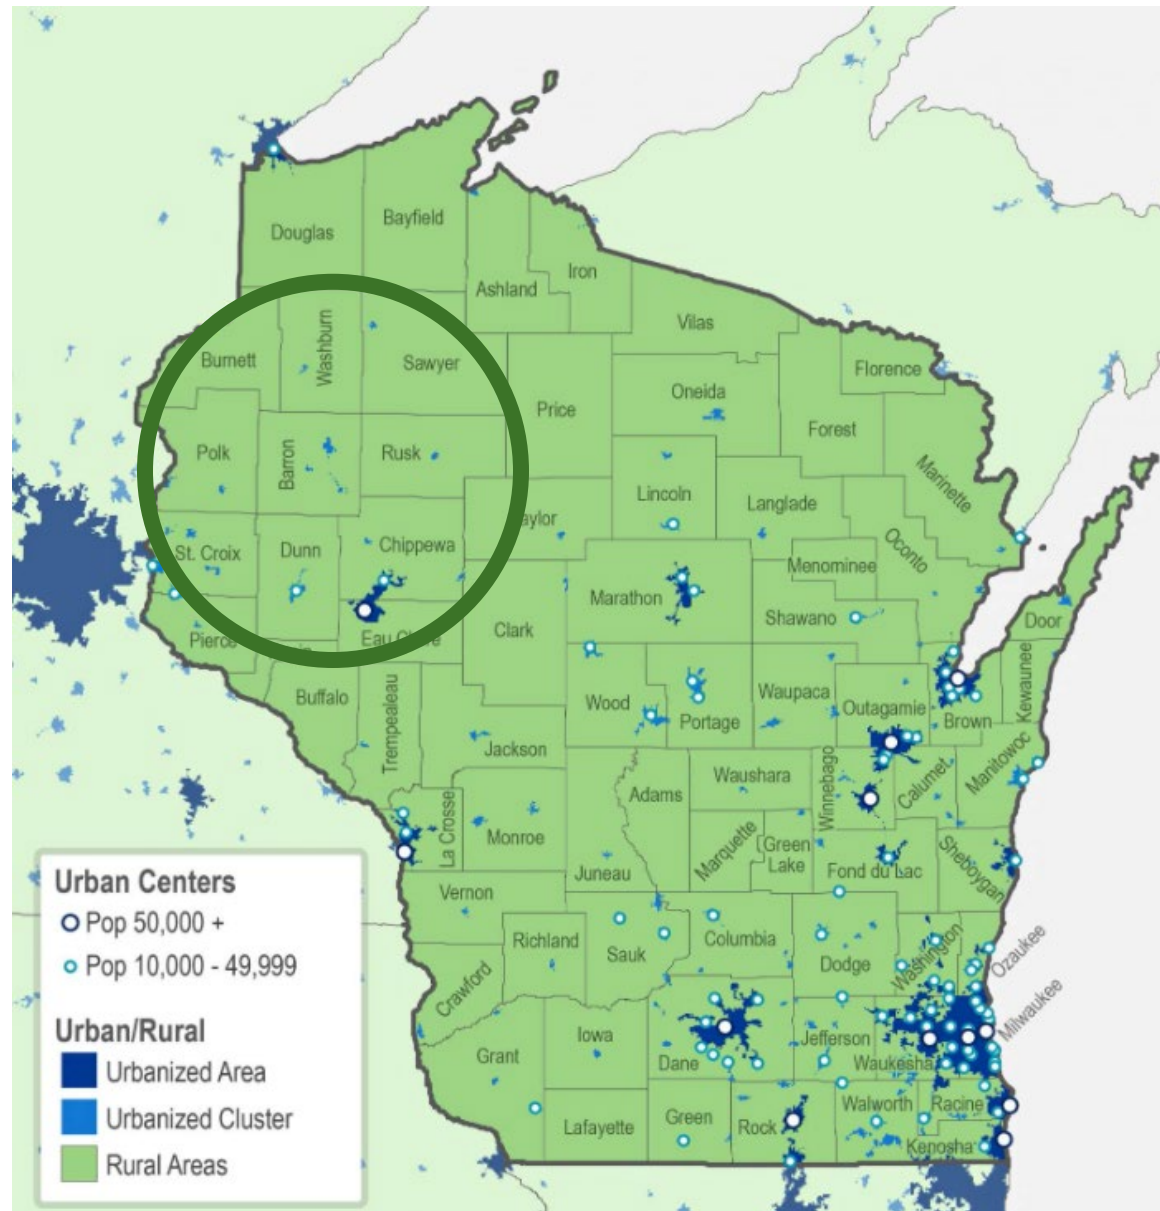 Douglas
Bayfield
Ashland
Iron
Vilas
Burnett
Washburn
Sawyer
Price
Oneida
Florence
Forest
Marinette
Polk
Barron
Rusk
Lincoln
Langlade
aylor
Oconto
St. Croix
Dunn
Chippewa
Menominee
Marathon
Shawano
Door
Pierce
Eau
Clark
Buffalo
Trempealeau
Wood
Portage
Waupaca
Outagamie
Brown
Kewaunee
Jackson
Adams
Waushara
Winnebago
Calumet
Manitowoc
La Crosse
Monroe
Juneau
Marquette
Green
Lake
Fond du Lac
Sheboygan
Vernon
Richland
Sauk
Columbia
Dodge
Washington
Ozaukee
Crawford
Milwaukee
Grant
Iowa
Dane
Jefferson
Waukesha
Lafayette
Green
Rock
Walworth
Racine
Kenosha
Urban Centers
Pop 50,000 +
Pop 10,000 - 49,999
Urban/Rural
Urbanized Area
Urbanized Cluster
Rural Areas